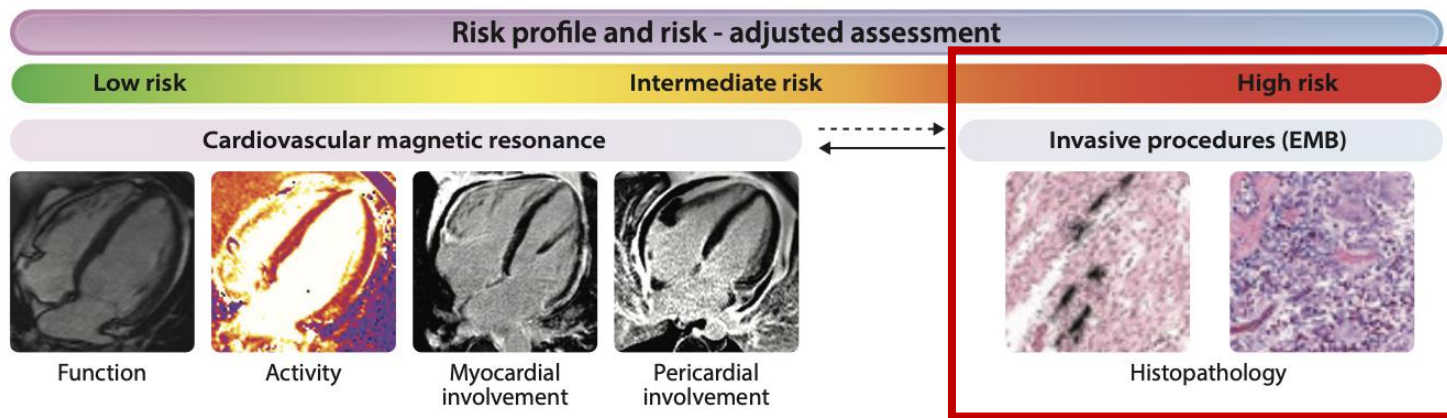 Risk profile and risk - adjusted assessment
Low risk
Intermediate risk
High risk
Cardiovascular magnetic resonance
Invasive procedures (EMB)
Function
Activity
Myocardial
involvement
Pericardial
involvement
Histopathology